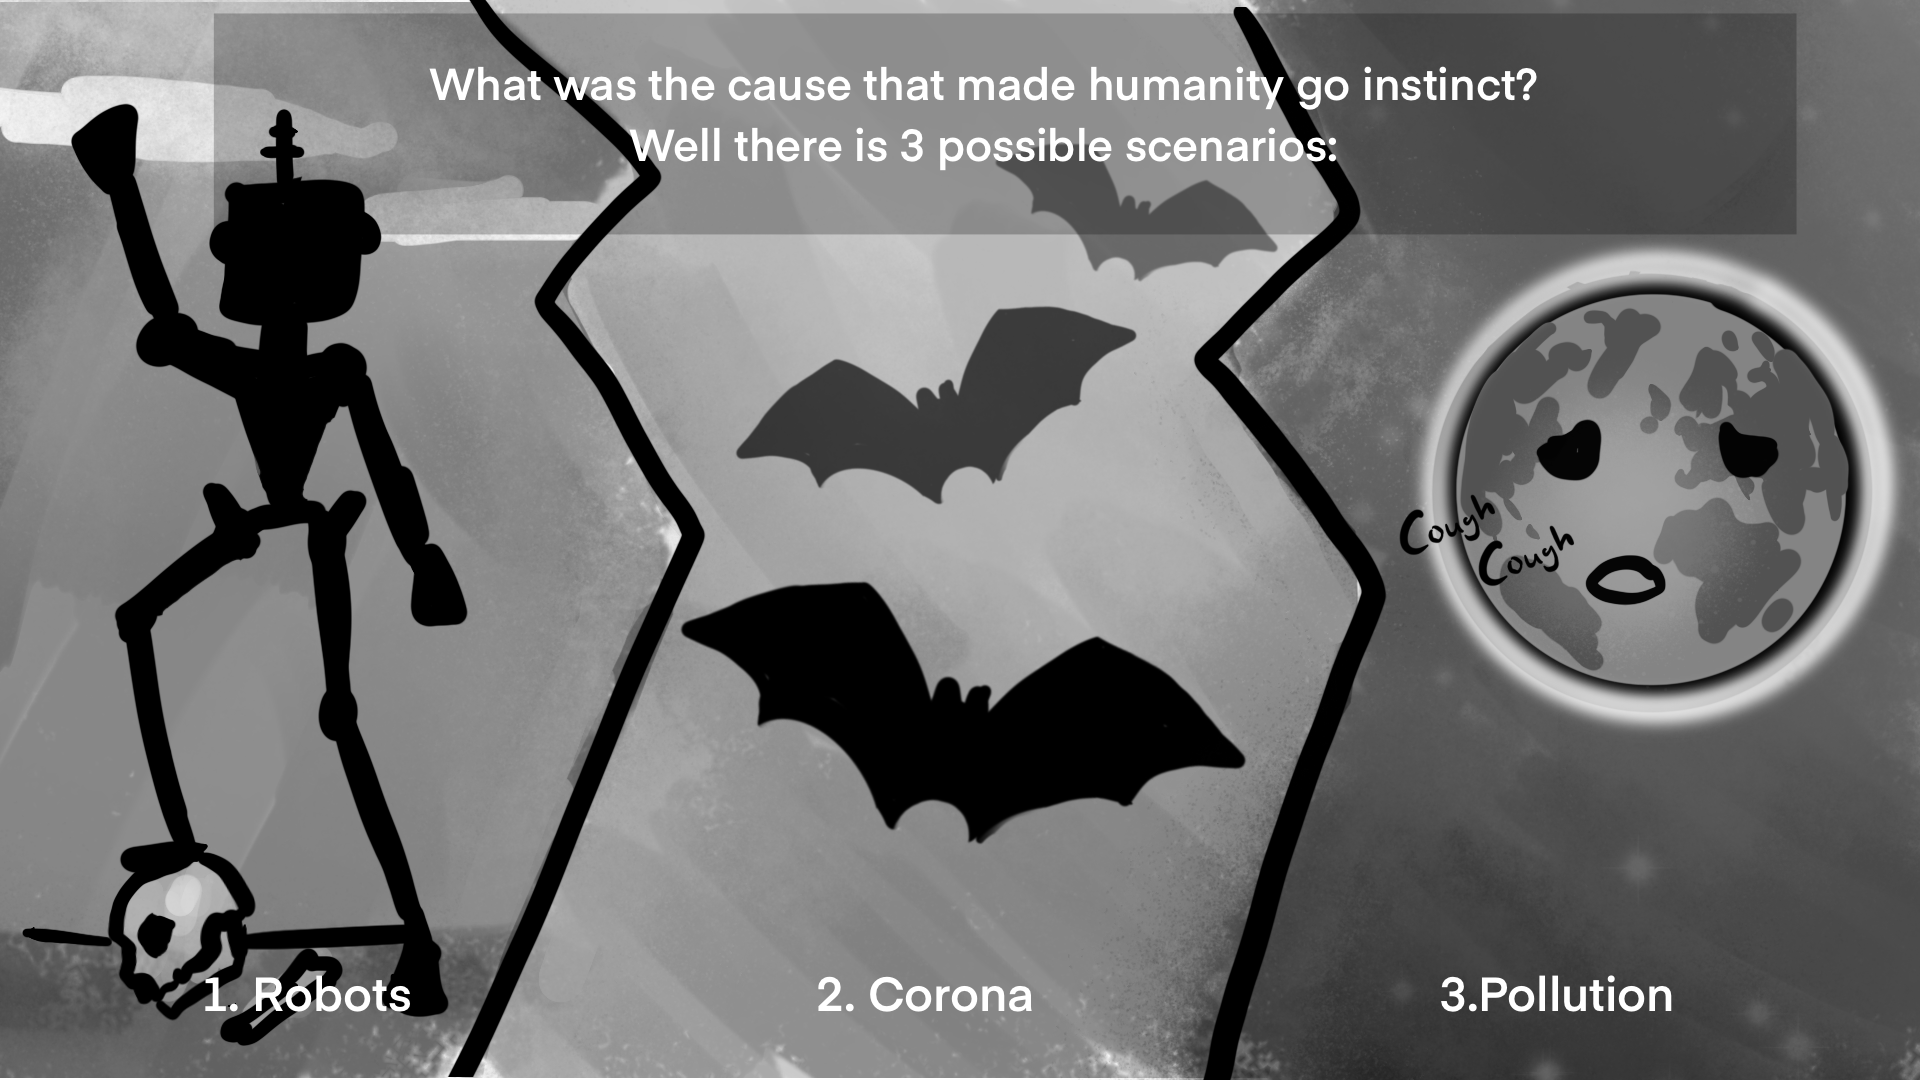 What was the cause that made humanity go instinct?
Well there is 3 possible scenarios:
Cough
Cough
1. Robots
2. Corona
3.Pollution